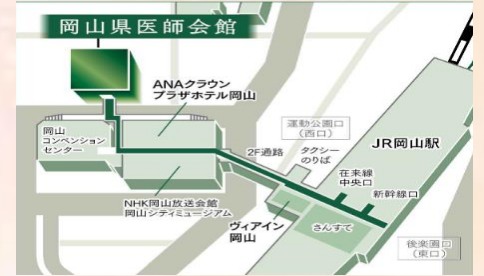 岡山県医師会館
ANAクラウン
プラザホテル岡山
岡山
コンベンション
センター
運動公園口
(西口)
JR岡山駅
2F通路
タクシー
のりば
在来線
中央口
新幹線口
NHK岡山放送会館
岡山シティミュージアム
ヴィアイン
岡山
さんすて
後楽園口
(東口)